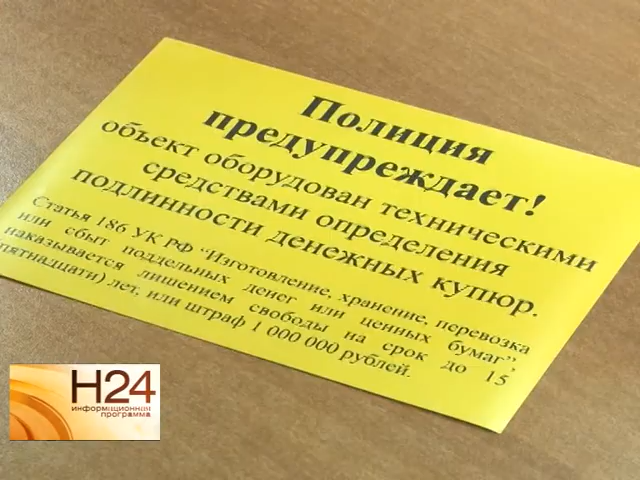 Полиция
предупреждает!
объект оборудован техническими
средствами определения
подлинности денежных купюр.
Статья 186 УК РФ “Изготовление, хранение, перевозка
или сбыт поддельных денег или ценных бумаг”,
наказывается лишением свободы на срок до 15
пятнадцати) лет, или штраф 1 000 000 рублей.
Н24
информационная
программа